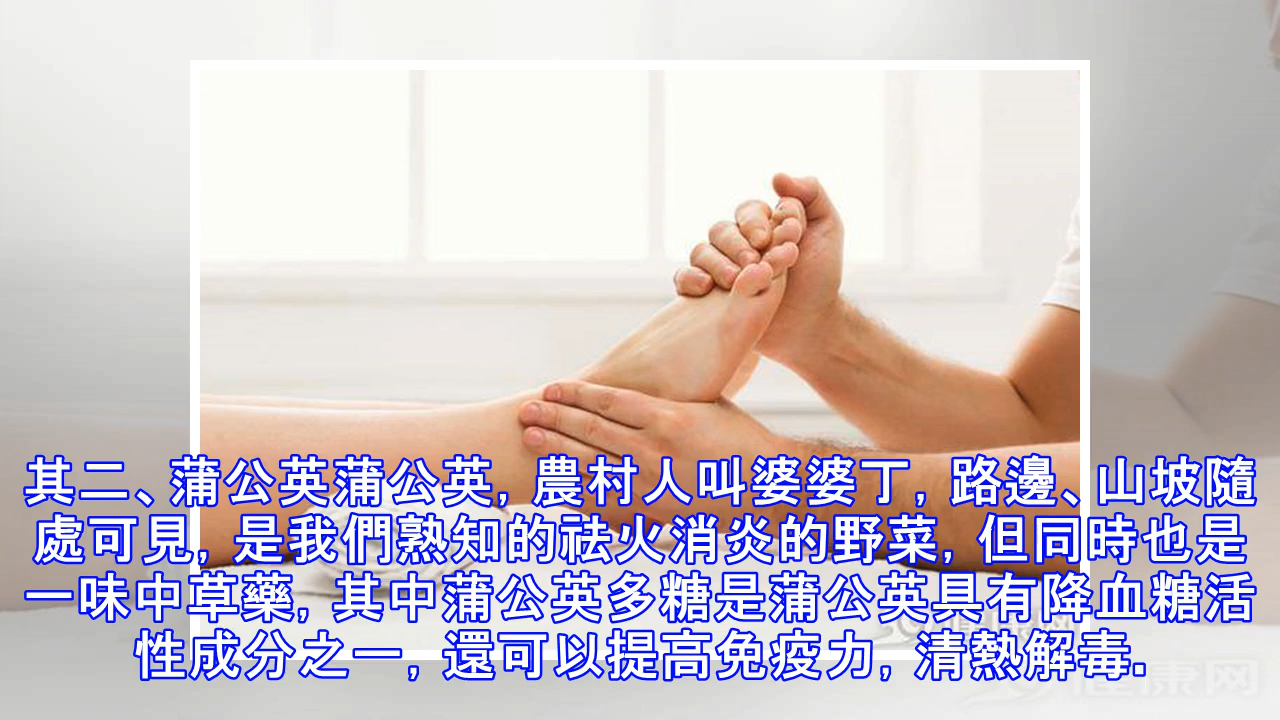 其二、蒲公英蒲公英, 農村人叫婆婆丁, 路邊、山坡隨
處可見, 是我們熟知的祛火消炎的野菜, 但同時也是
一味中草藥, 其中蒲公英多糖是蒲公英具有降血糖活
性成分之一, 還可以提高免疫力, 清熱解毒.
健康网